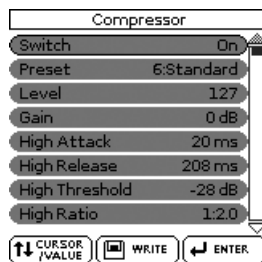 Compressor
Switch On
Preset 6:Standard
Level 127
Gain 0 dB
High Attack 20 ms
High Release 208 ms
High Threshold -28 dB
High Ratio 1:2.0
CURSOR /VALUE WRITE ENTER